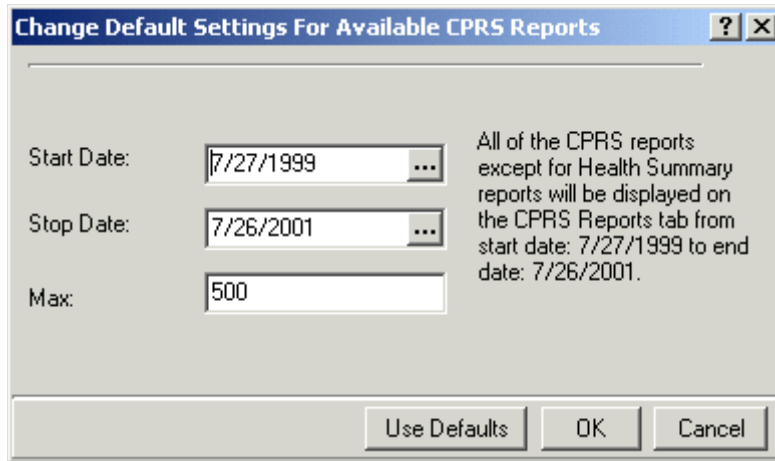 Change Default Settings For Available CPRS Reports
Start Date:
7/27/1999
...
Stop Date:
7/26/2001
...
Max:
500
All of the CPRS reports
except for Health Summary
reports will be displayed on
the CPRS Reports tab from
start date: 7/27/1999 to end
date: 7/26/2001.
Use Defaults
OK
Cancel